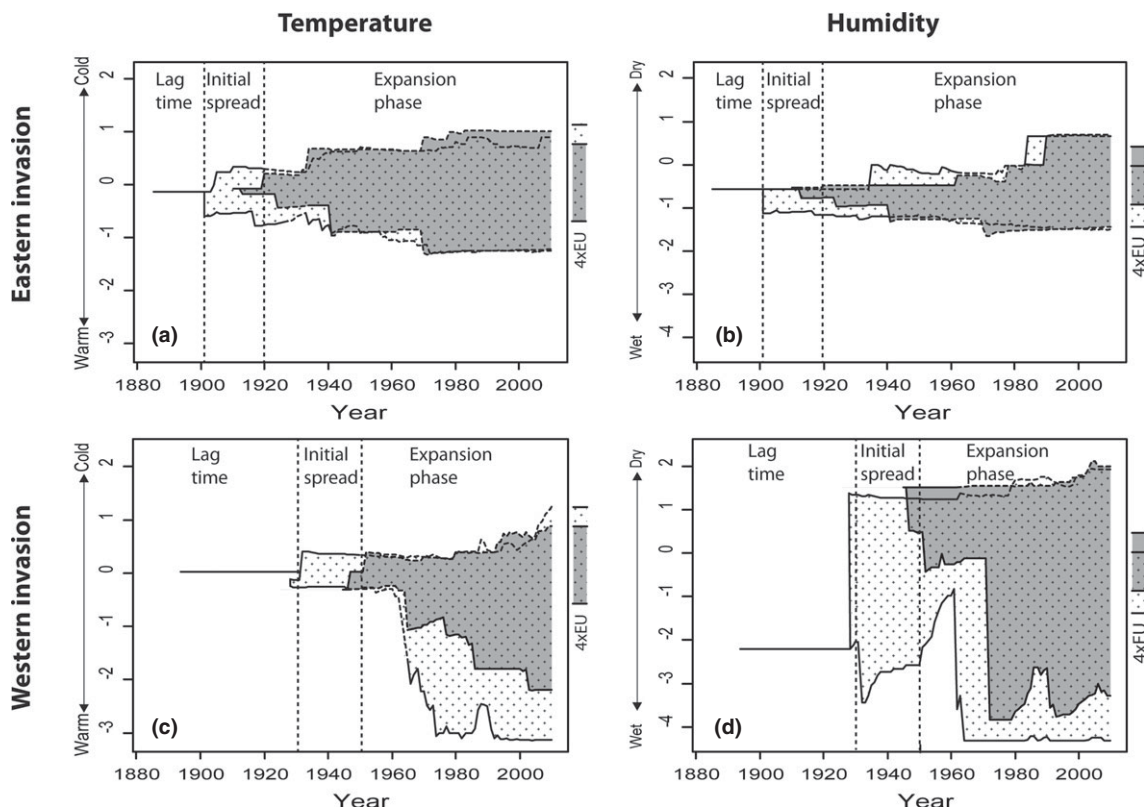 Temperature
Humidity
Eastern invasion
Cold
Warm
2
1
0
-1
-2
-3
Lag time
Initial spread
Expansion phase
(a)
4xEU
1880 1900 1920 1940 1960 1980 2000
Year
Dry
Wet
2
1
0
-1
-2
-3
-4
Lag time
Initial spread
Expansion phase
(b)
4xEU
1880 1900 1920 1940 1960 1980 2000
Year
Western invasion
Cold
Warm
2
1
0
-1
-2
-3
Lag time
Initial spread
Expansion phase
(c)
4xEU
1880 1900 1920 1940 1960 1980 2000
Year
Dry
Wet
2
1
0
-1
-2
-3
-4
Lag time
Initial spread
Expansion phase
(d)
4xEU
1880 1900 1920 1940 1960 1980 2000
Year